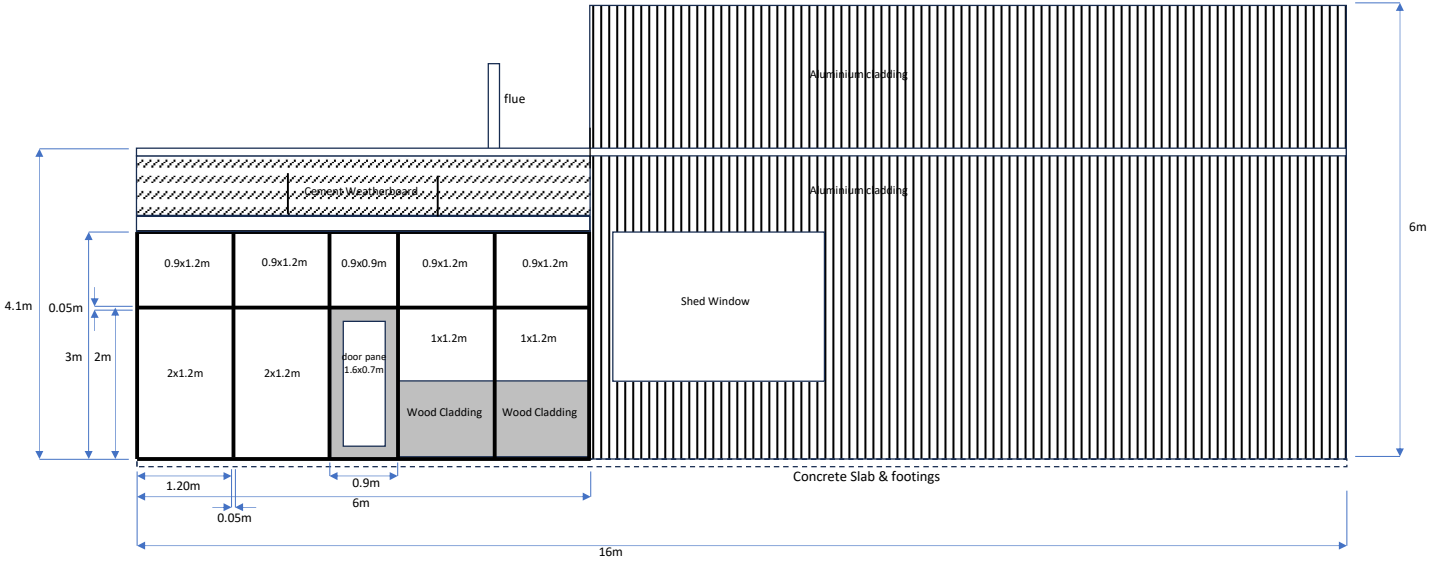 Aluminium cladding
flue
Cement Weatherboard
Aluminium cladding
6m
0.9x1.2m
0.9x1.2m
0.9x0.9m
0.9x1.2m
0.9x1.2m
4.1m
0.05m
Shed Window
1x1.2m
1x1.2m
3m
2m
door pane
1.6x0.7m
2x1.2m
2x1.2m
Wood Cladding
Wood Cladding
Concrete Slab & footings
1.20m
0.9m
6m
0.05m
16m